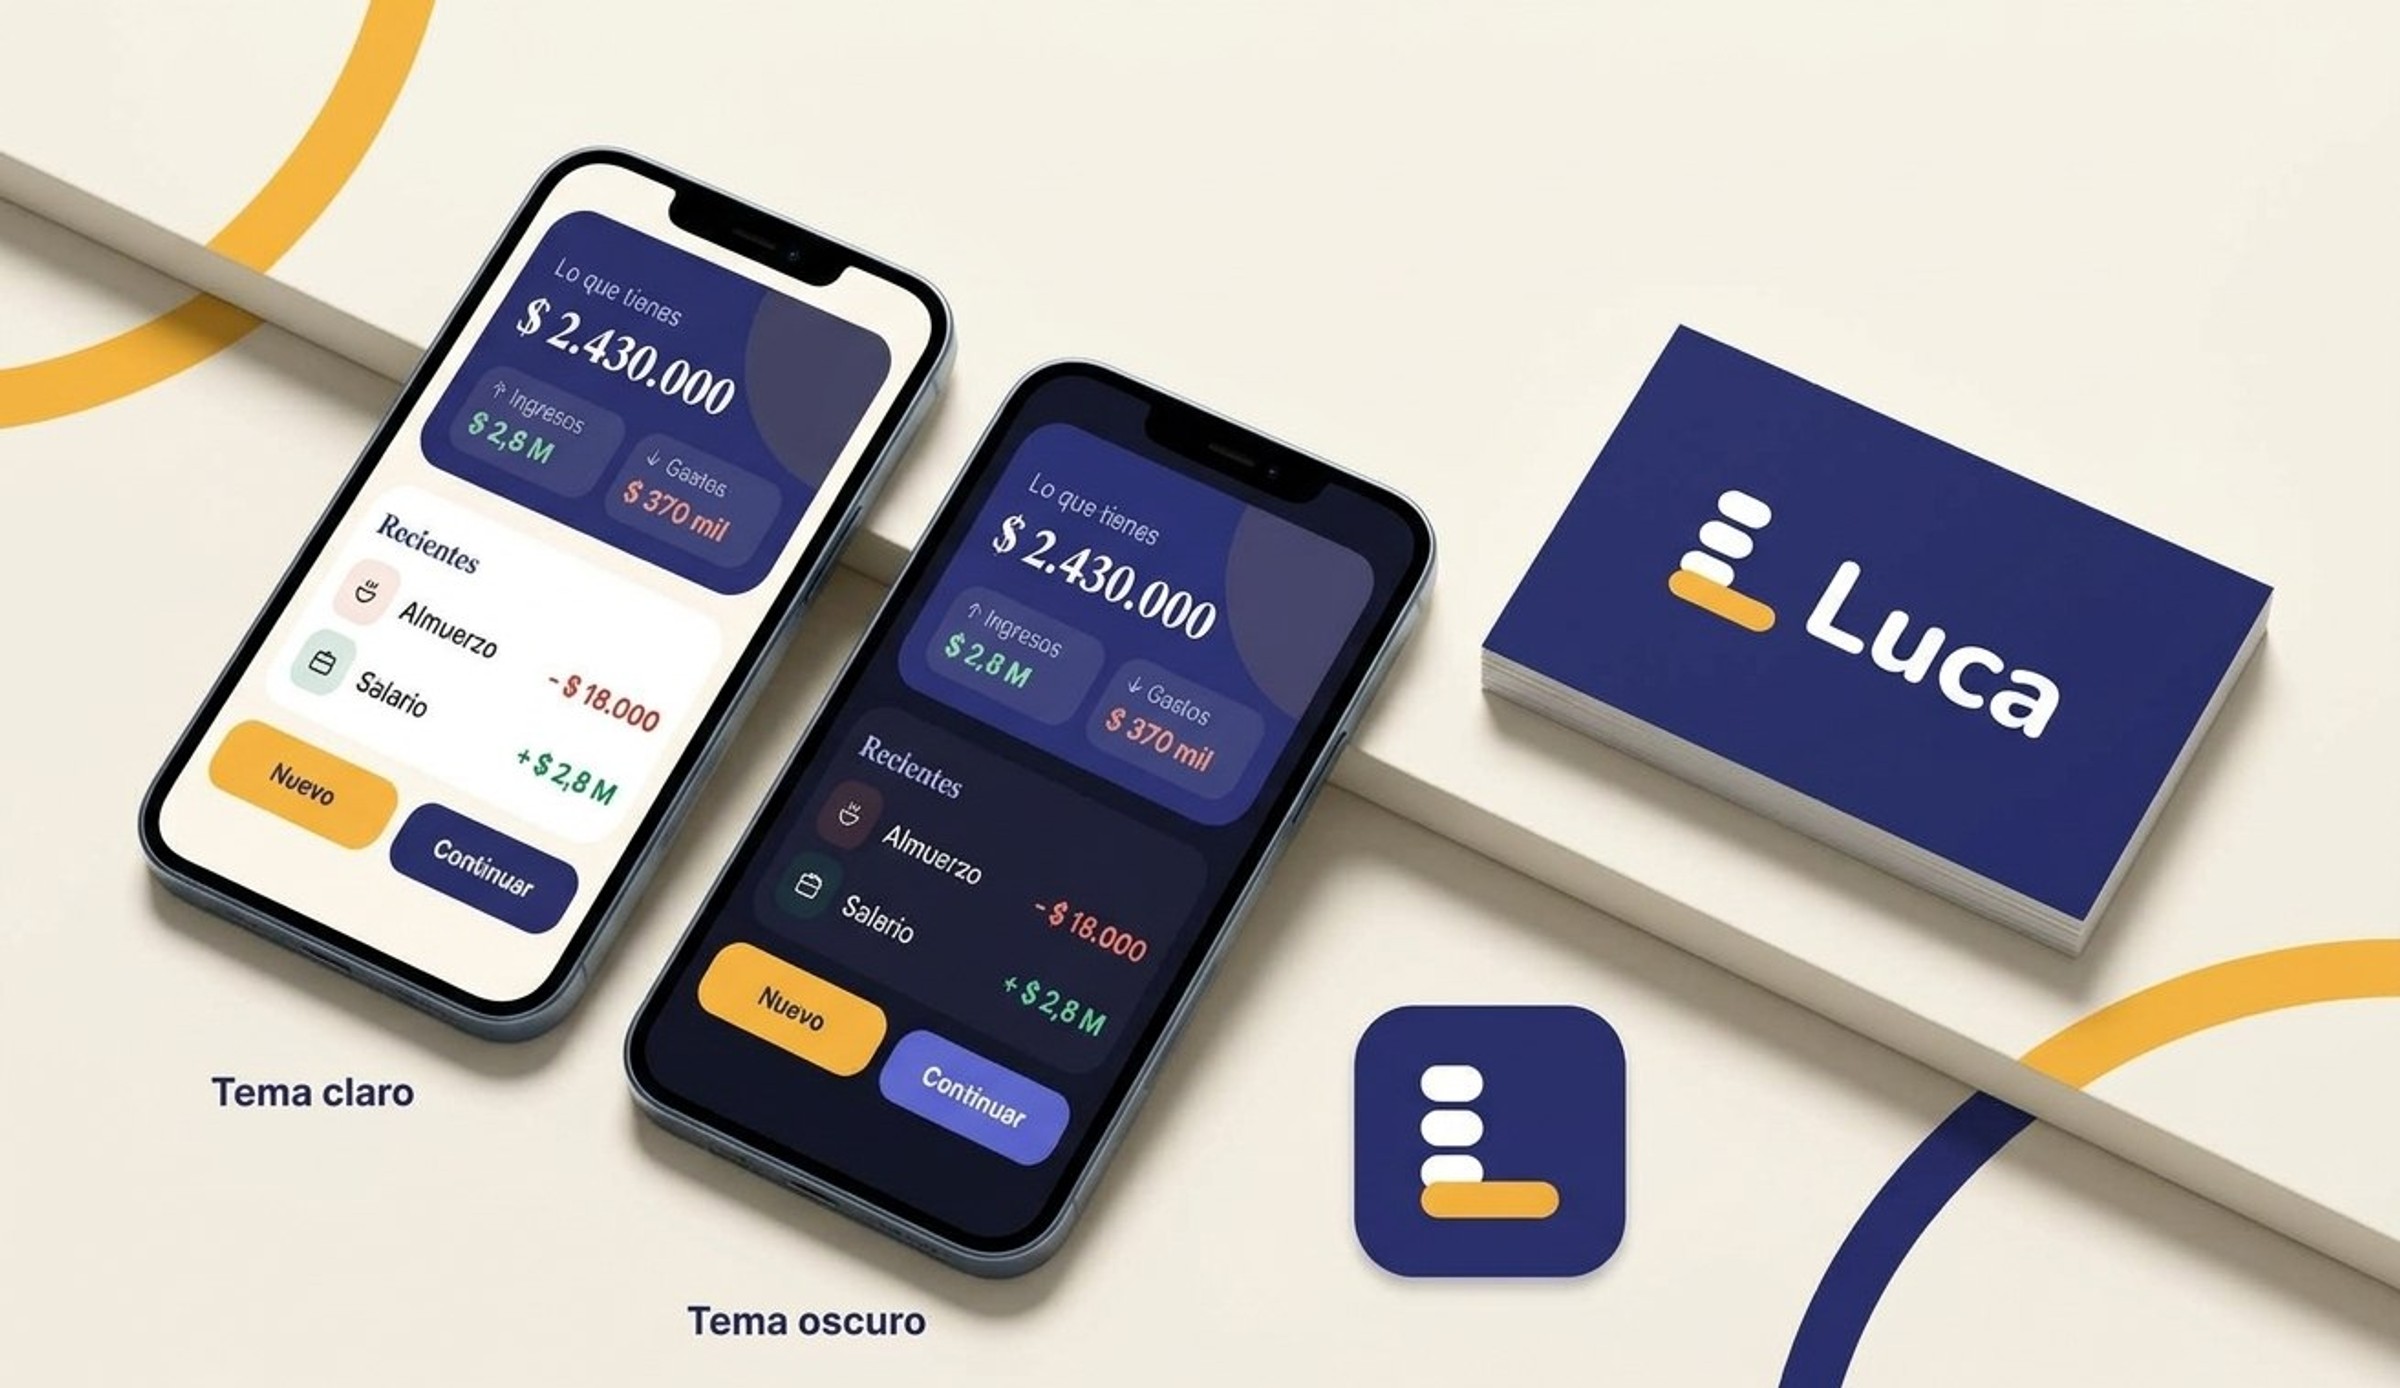 Lo que tienes
$ 2.430.000
↑ Ingresos
$ 2,8 M
↓ Gastos
$ 370 mil
Recientes
Almuerzo
- $ 18.000
Salario
+ $ 2,8 M
Nuevo
Continuar
Tema claro
Lo que tienes
$ 2.430.000
↑ Ingresos
$ 2,8 M
↓ Gastos
$ 370 mil
Recientes
Almuerzo
- $ 18.000
Salario
+ $ 2,8 M
Nuevo
Continuar
Tema oscuro
Luca